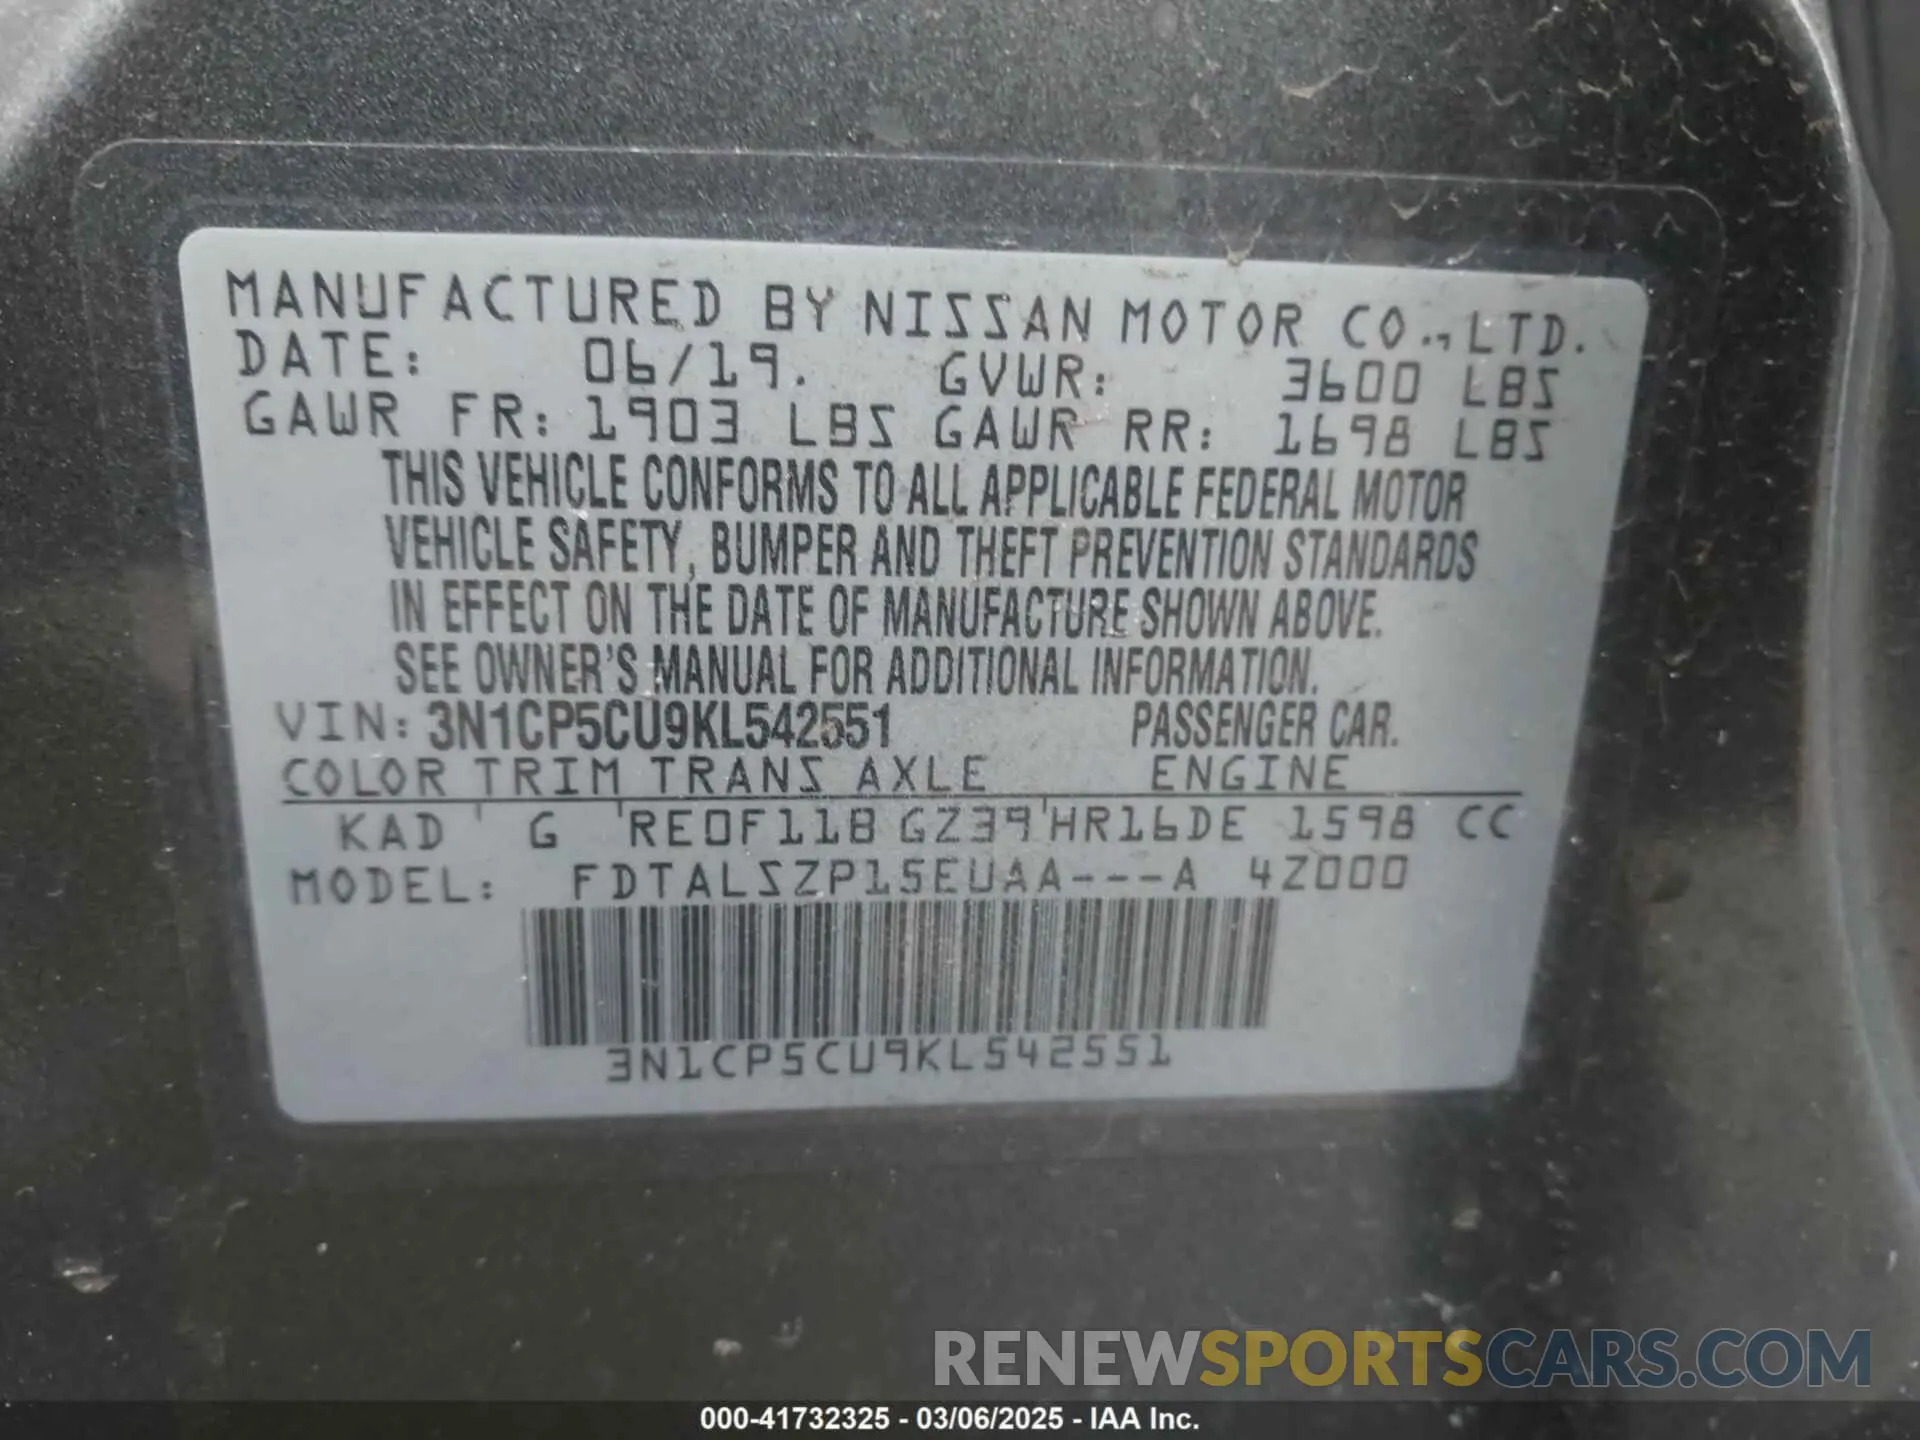 MANUFACTURED BY NISSAN MOTOR CO., LTD.
DATE: 06/19. GVWR: 3600 LBS
GAWR FR: 1903 LBS GAWR RR: 1698 LBS
THIS VEHICLE CONFORMS TO ALL APPLICABLE FEDERAL MOTOR
VEHICLE SAFETY, BUMPER AND THEFT PREVENTION STANDARDS
IN EFFECT ON THE DATE OF MANUFACTURE SHOWN ABOVE.
SEE OWNER'S MANUAL FOR ADDITIONAL INFORMATION.
VIN: 3N1CP5CU9KL542551 PASSENGER CAR.
COLOR TRIM TRANS AXLE ENGINE
KAD G RE0F11B GZ39 HR16DE 1598 CC
MODEL: FDTALSZP15EUAA---A 4Z000
3N1CP5CU9KL542551
RENEWSPORTSCARS.COM
000-41732325 - 03/06/2025 - IAA Inc.